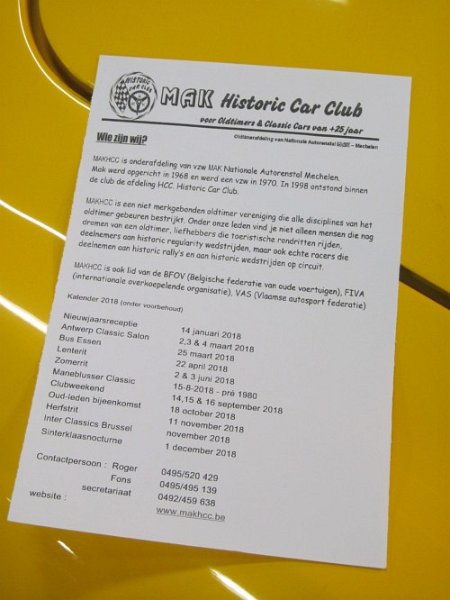 HISTORIC
CAR CLUB
MAK Historic Car Club
voor Oldtimers & Classic Cars van +25 jaar
Oldtimerafdeling van Nationale Autorenstal MAK – Mechelen
Wie zijn wij?
MAKHCC is onderafdeling van vzw MAK Nationale Autorenstal Mechelen.
Mak werd opgericht in 1968 en werd een vzw in 1970. In 1998 ontstond binnen
de club de afdeling HCC. Historic Car Club.
MAKHCC is een niet merkgebonden oldtimer vereniging die alle disciplines van het
oldtimer gebeuren bestrijkt. Onder onze leden vind je niet alleen mensen die nog
dromen van een oldtimer, liefhebbers die toeristische rondritten rijden,
deelnemers aan historic regularity wedstrijden, maar ook echte racers die
deelnemen aan historic rally's en aan historic wedstrijden op circuit.
MAKHCC is ook lid van de BFOV (Belgische federatie van oude voertuigen), FIVA
(internationale overkoepelende organisatie), VAS (Vlaamse autosport federatie)
Kalender 2018 (onder voorbehoud)
Nieuwjaarsreceptie 14 januari 2018
Antwerp Classic Salon 2,3 & 4 maart 2018
Bus Essen 25 maart 2018
Lenterit 22 april 2018
Zomerrit 2 & 3 juni 2018
Maneblusser Classic 15-8-2018 - pré 1980
Clubweekend 14,15 & 16 september 2018
Oud-leden bijeenkomst 18 october 2018
Herfstrit 11 november 2018
Inter Classics Brussel november 2018
Sinterklaasnocturne 1 december 2018
Contactpersoon : Roger 0495/520 429
Fons 0495/495 139
secretariaat 0492/459 638
website : www.makhcc.be